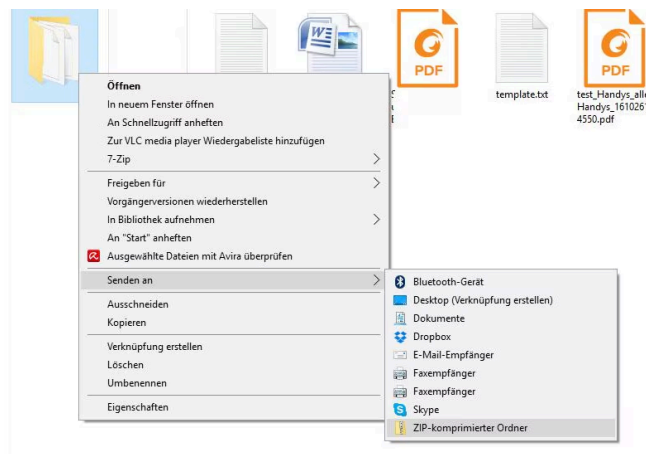 W
PDF
PDF
template.txt
test_Handys_alle
Handys_1610261
4550.pdf
Öffnen
In neuem Fenster öffnen
An Schnellzugriff anheften
Zur VLC media player Wiedergabeliste hinzufügen
7-Zip
Freigeben für
Vorgängerversionen wiederherstellen
In Bibliothek aufnehmen
An "Start" anheften
Ausgewählte Dateien mit Avira überprüfen
Senden an
Ausschneiden
Kopieren
Verknüpfung erstellen
Löschen
Umbenennen
Eigenschaften
Bluetooth-Gerät
Desktop (Verknüpfung erstellen)
Dokumente
Dropbox
E-Mail-Empfänger
Faxempfänger
Faxempfänger
Skype
ZIP-komprimierter Ordner